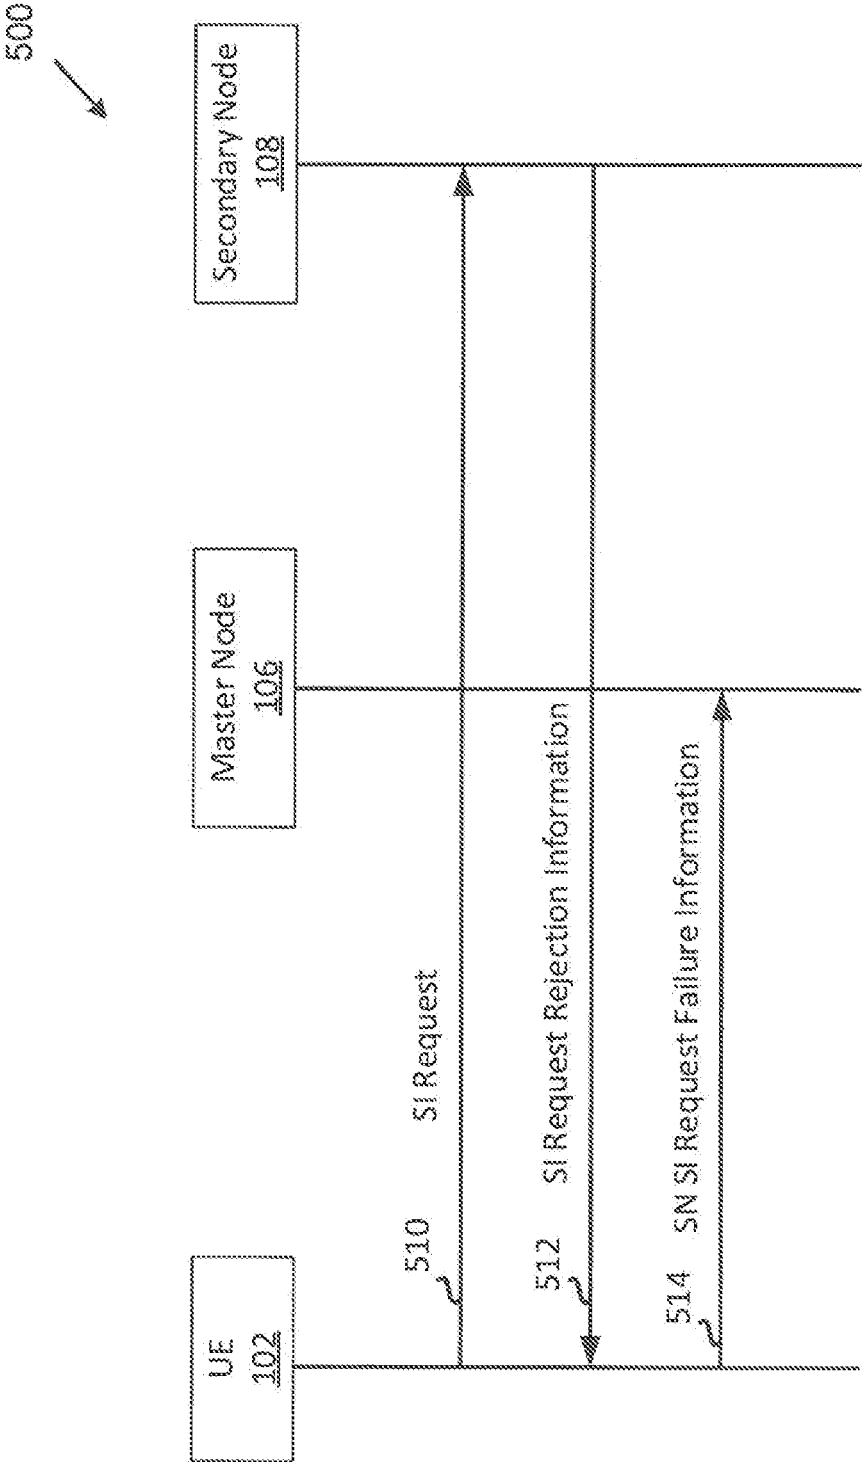 500
UE
102
Master Node
106
Secondary Node
108
510
SI Request
512
SI Request Rejection Information
514
SN SI Request Failure Information